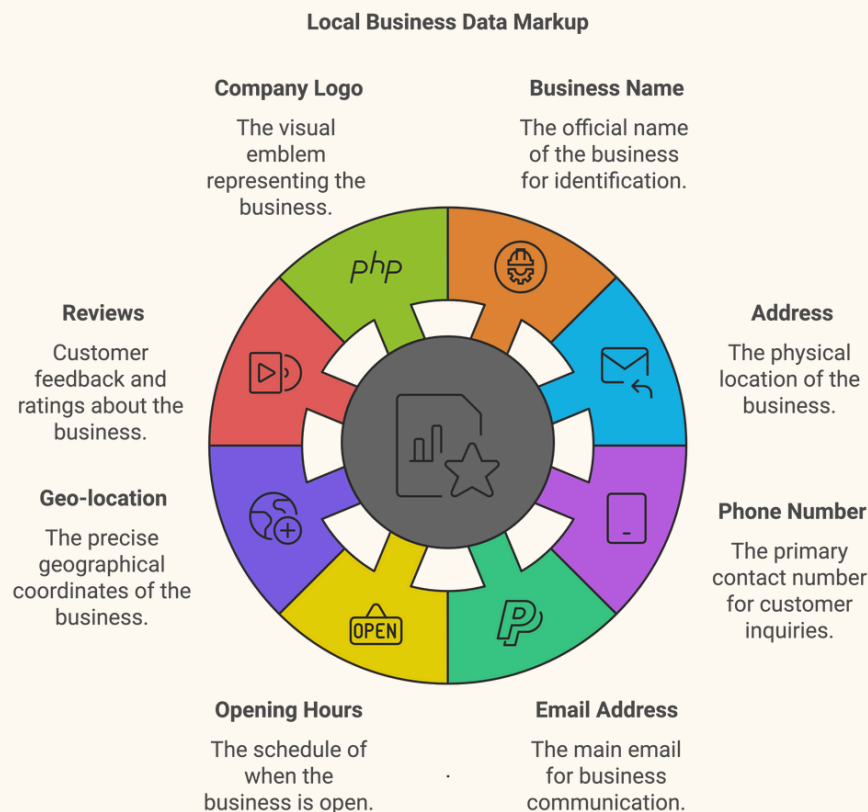 Local Business Data Markup
Company Logo
The visual
emblem
representing the
business.
Business Name
The official name
of the business
for identification.
php
Reviews
Customer
feedback and
ratings about the
business.
Address
The physical
location of the
business.
Geo-location
The precise
geographical
coordinates of the
business.
Phone Number
The primary
contact number
for customer
inquiries.
OPEN
Opening Hours
The schedule of
when the
business is open.
Email Address
The main email
for business
communication.